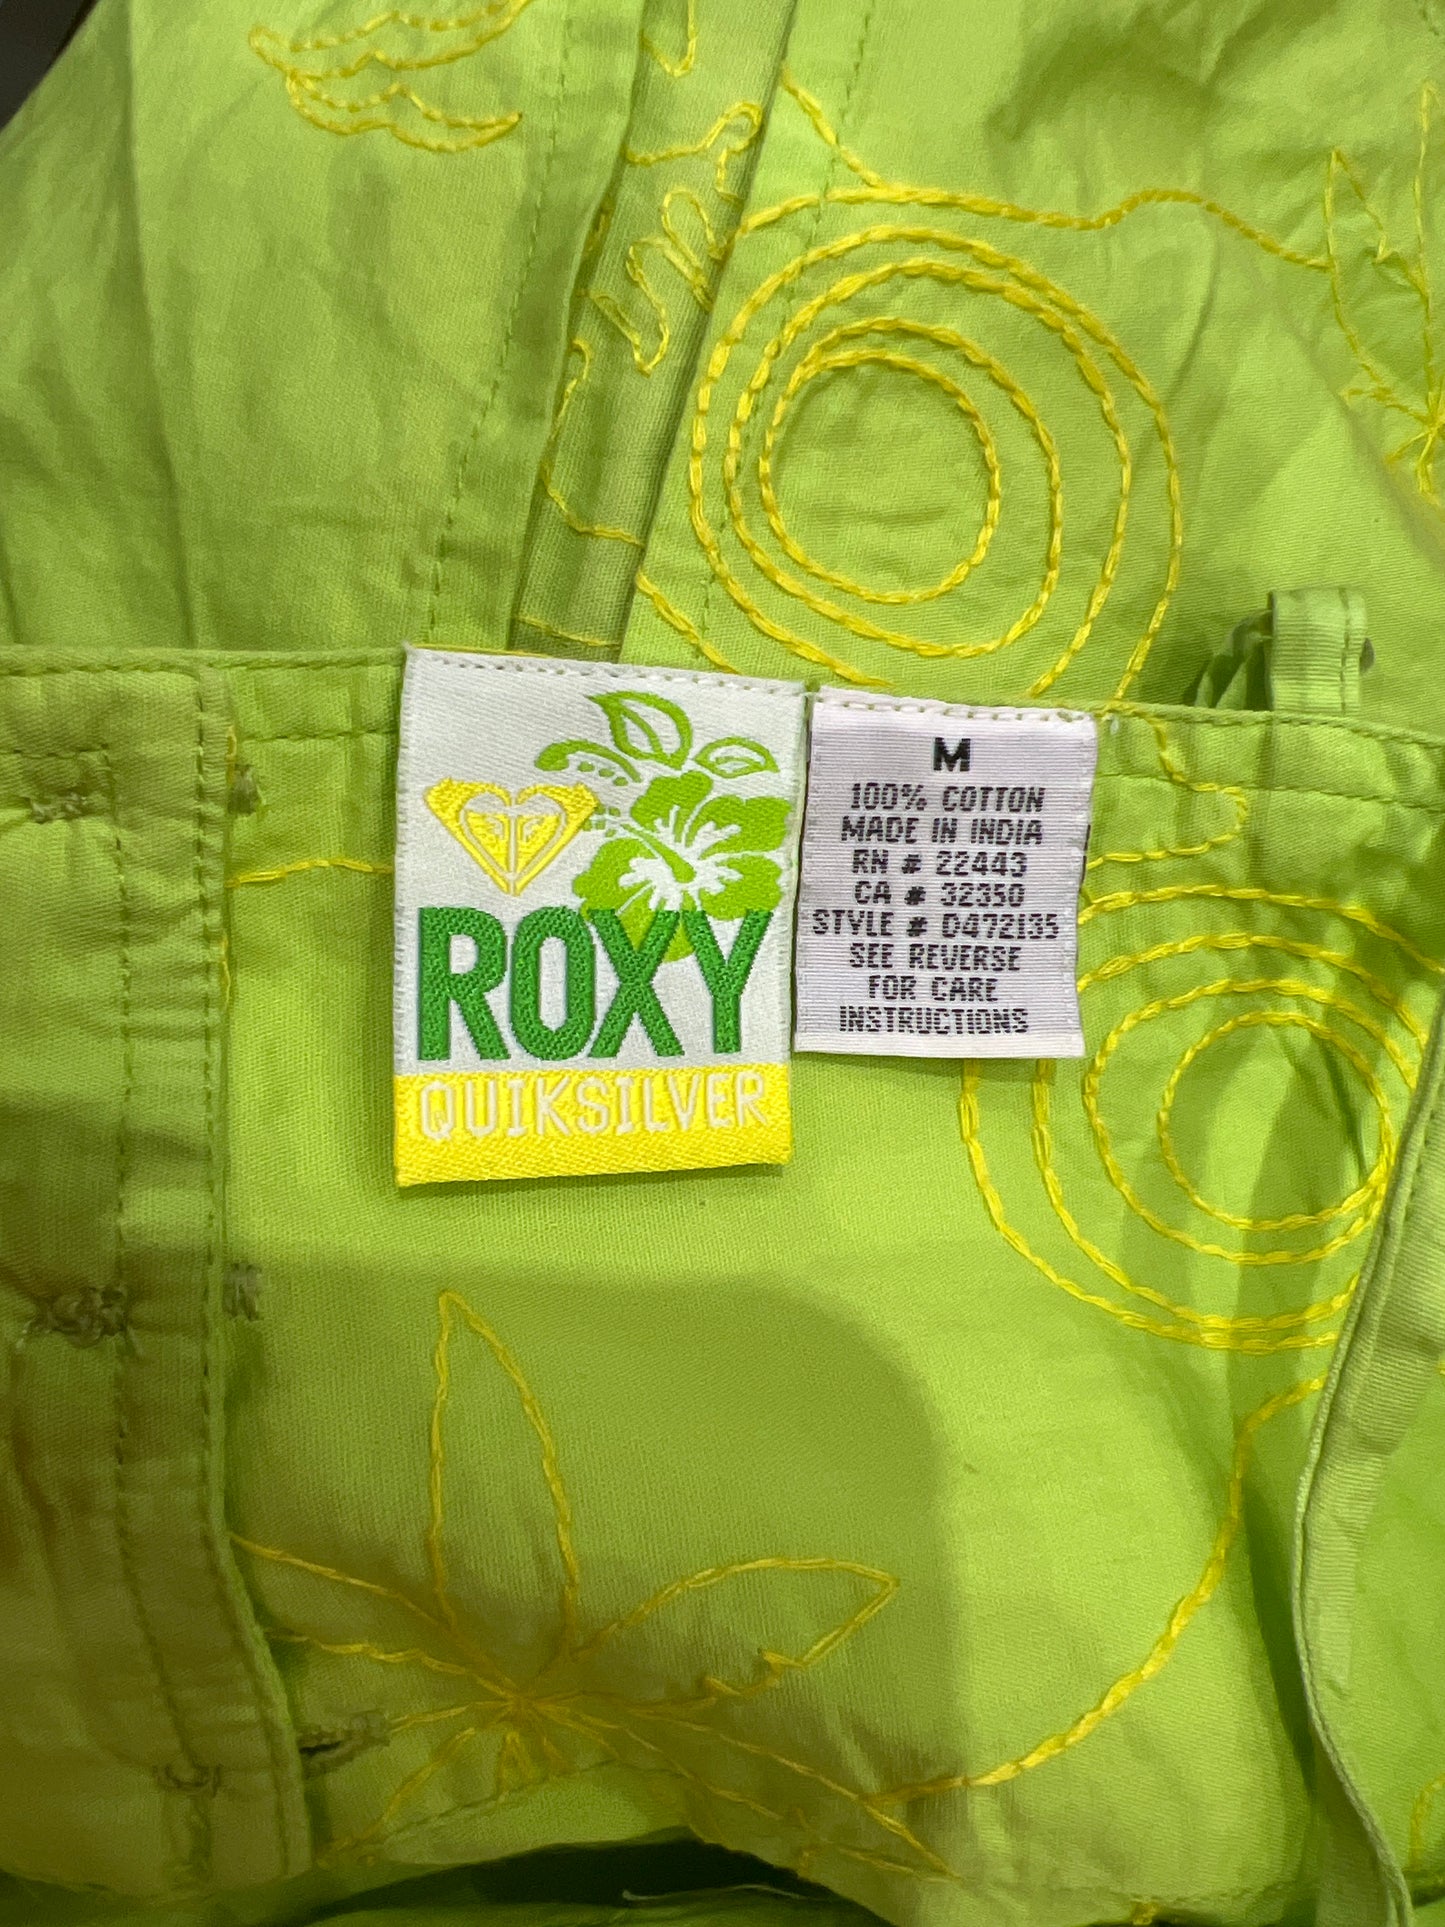 ROXY
QUIKSILVER
M
100% COTTON
MADE IN INDIA
RN # 22443
CA # 32350
STYLE # D472135
SEE REVERSE
FOR CARE
INSTRUCTIONS